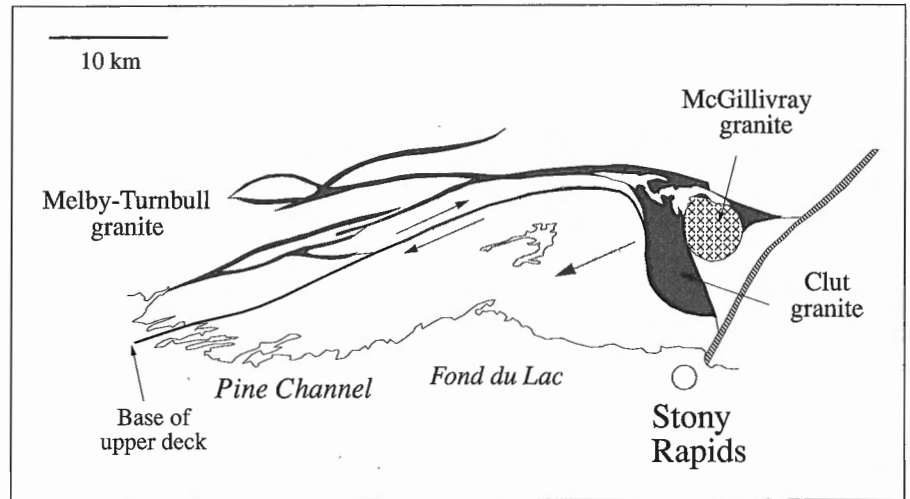 10 km
McGillivray
granite
Melby-Turnbull
granite
Clut
granite
Pine Channel
Fond du Lac
Base of
upper deck
Stony
Rapids